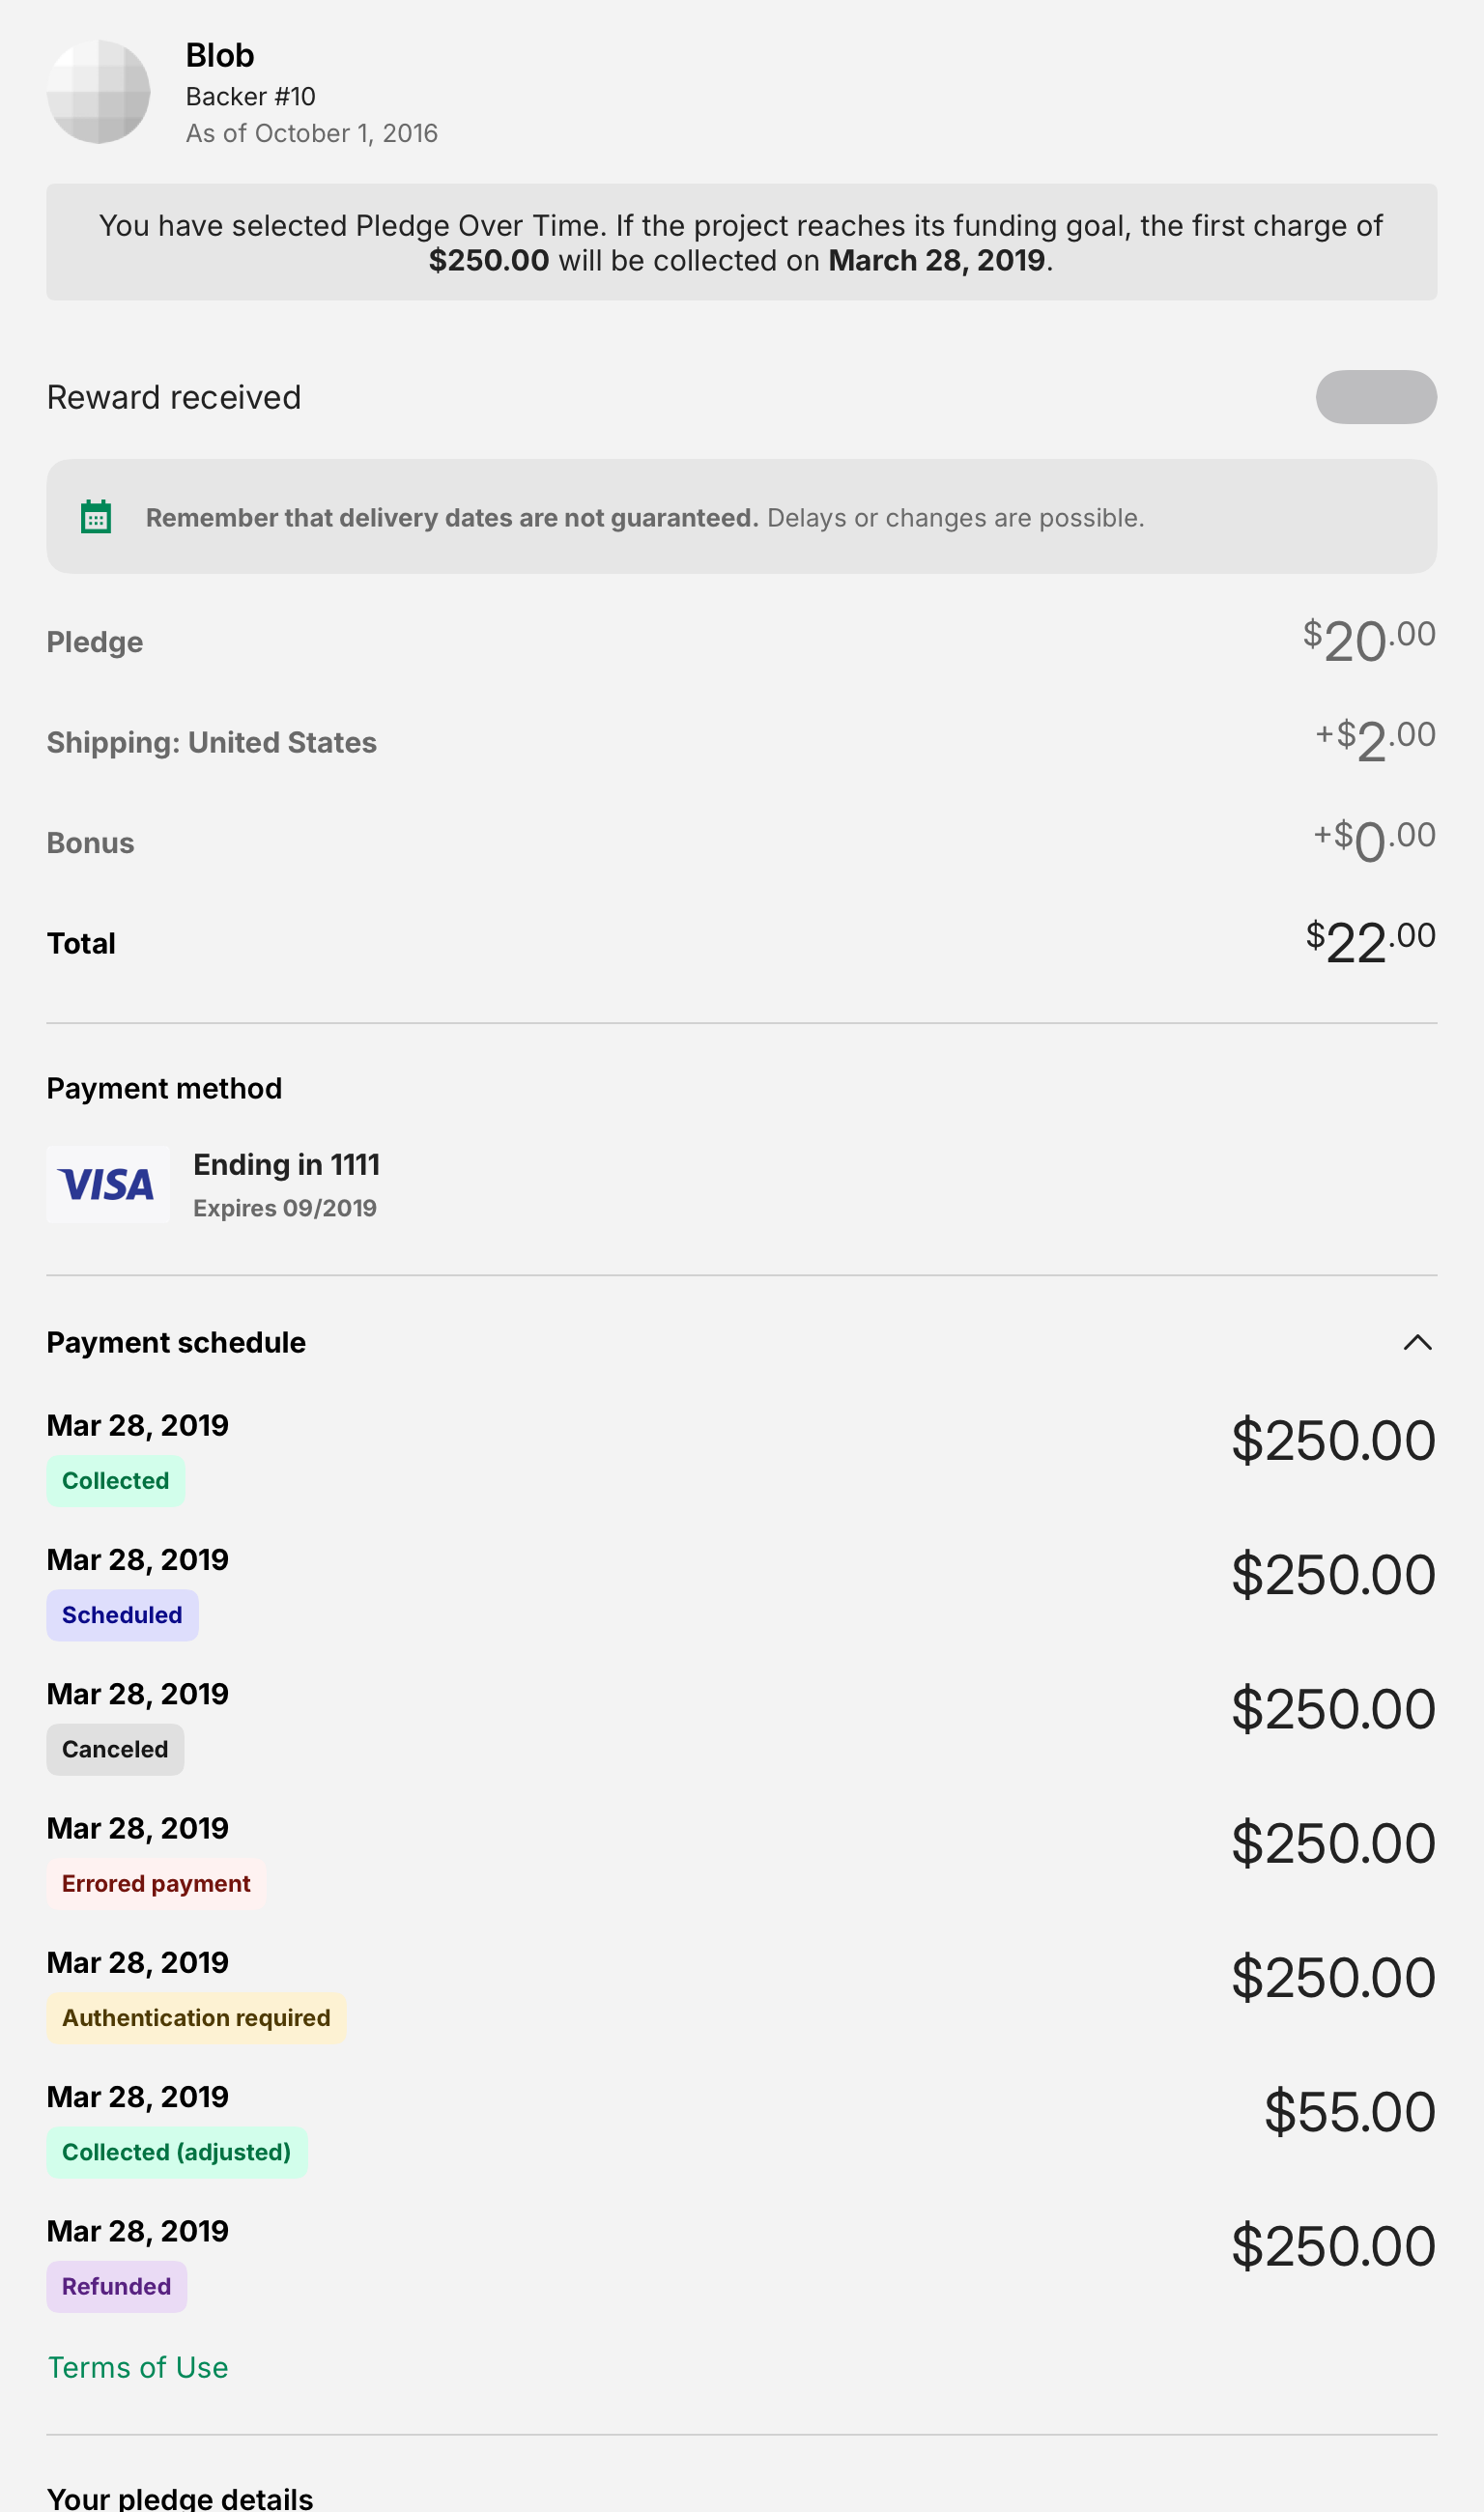 Blob
Backer #10
As of October 1, 2016
You have selected Pledge Over Time. If the project reaches its funding goal, the first charge of
$250.00 will be collected on March 28, 2019.
Reward received
Remember that delivery dates are not guaranteed. Delays or changes are possible.
Pledge $20.00
Shipping: United States +$2.00
Bonus +$0.00
Total $22.00
Payment method
VISA
Ending in 1111
Expires 09/2019
Payment schedule
Mar 28, 2019 $250.00
Collected
Mar 28, 2019 $250.00
Scheduled
Mar 28, 2019 $250.00
Canceled
Mar 28, 2019 $250.00
Errored payment
Mar 28, 2019 $250.00
Authentication required
Mar 28, 2019 $55.00
Collected (adjusted)
Mar 28, 2019 $250.00
Refunded
Terms of Use
Your pledge details